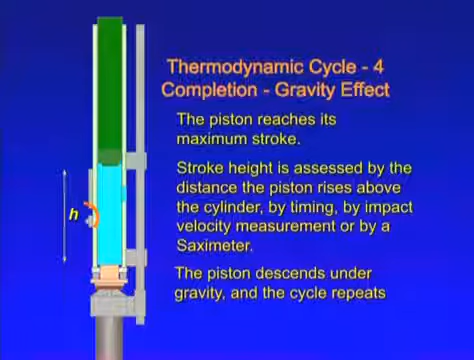 Thermodynamic Cycle - 4
Completion - Gravity Effect
The piston reaches its
maximum stroke.
Stroke height is assessed by the
distance the piston rises above
the cylinder, by timing, by impact
velocity measurement or by a
Saximeter.
h
The piston descends under
gravity, and the cycle repeats